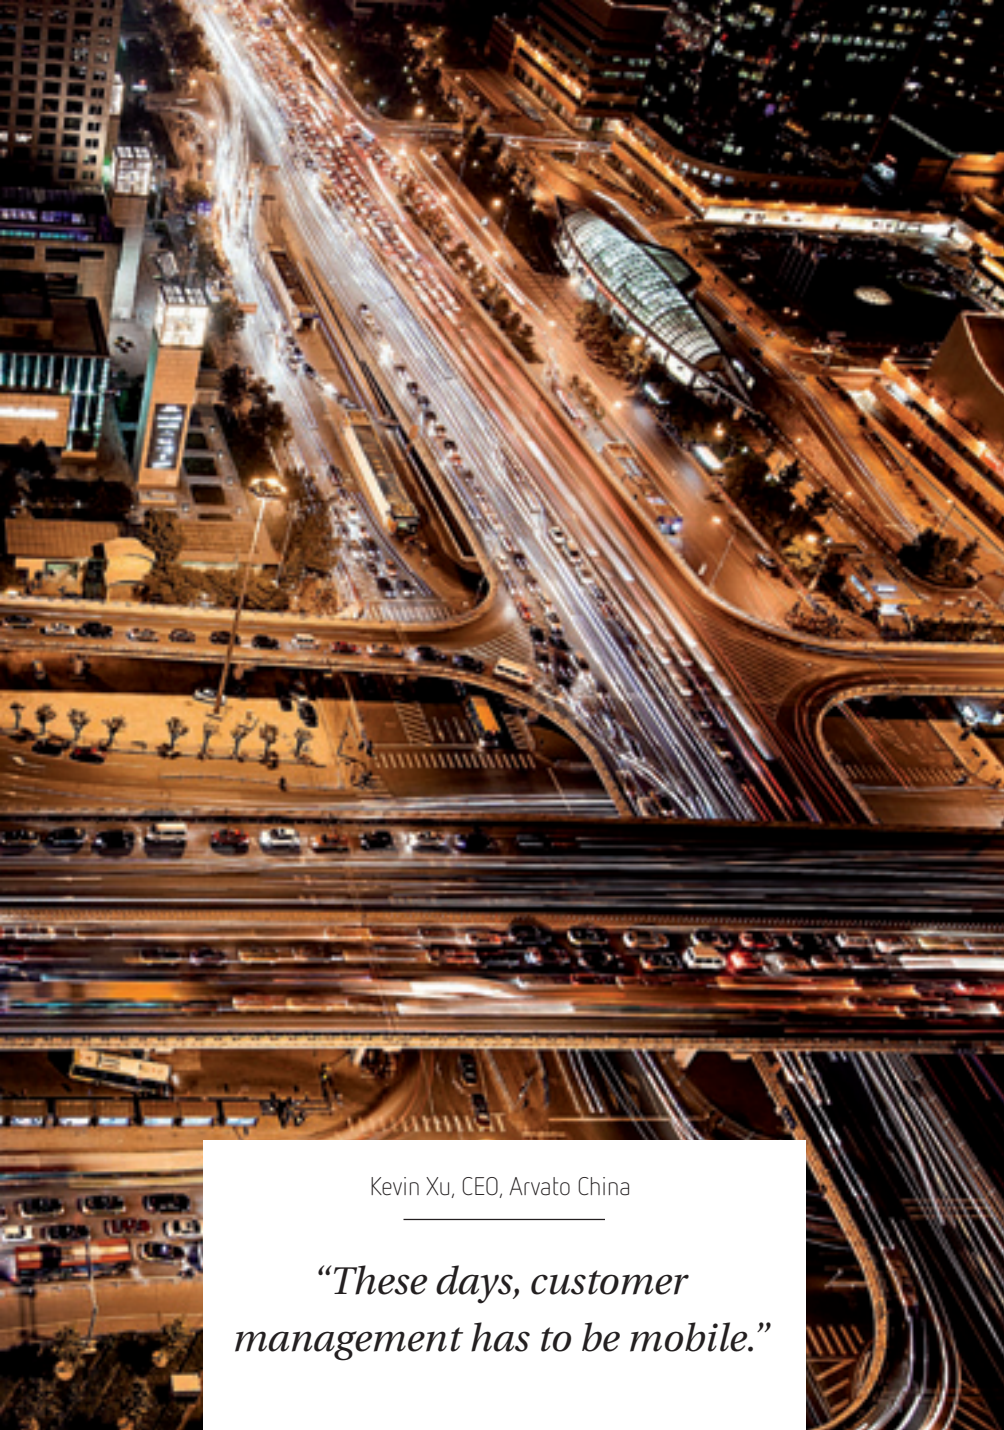 Kevin Xu, CEO, Arvato China
“These days, customer
management has to be mobile.”